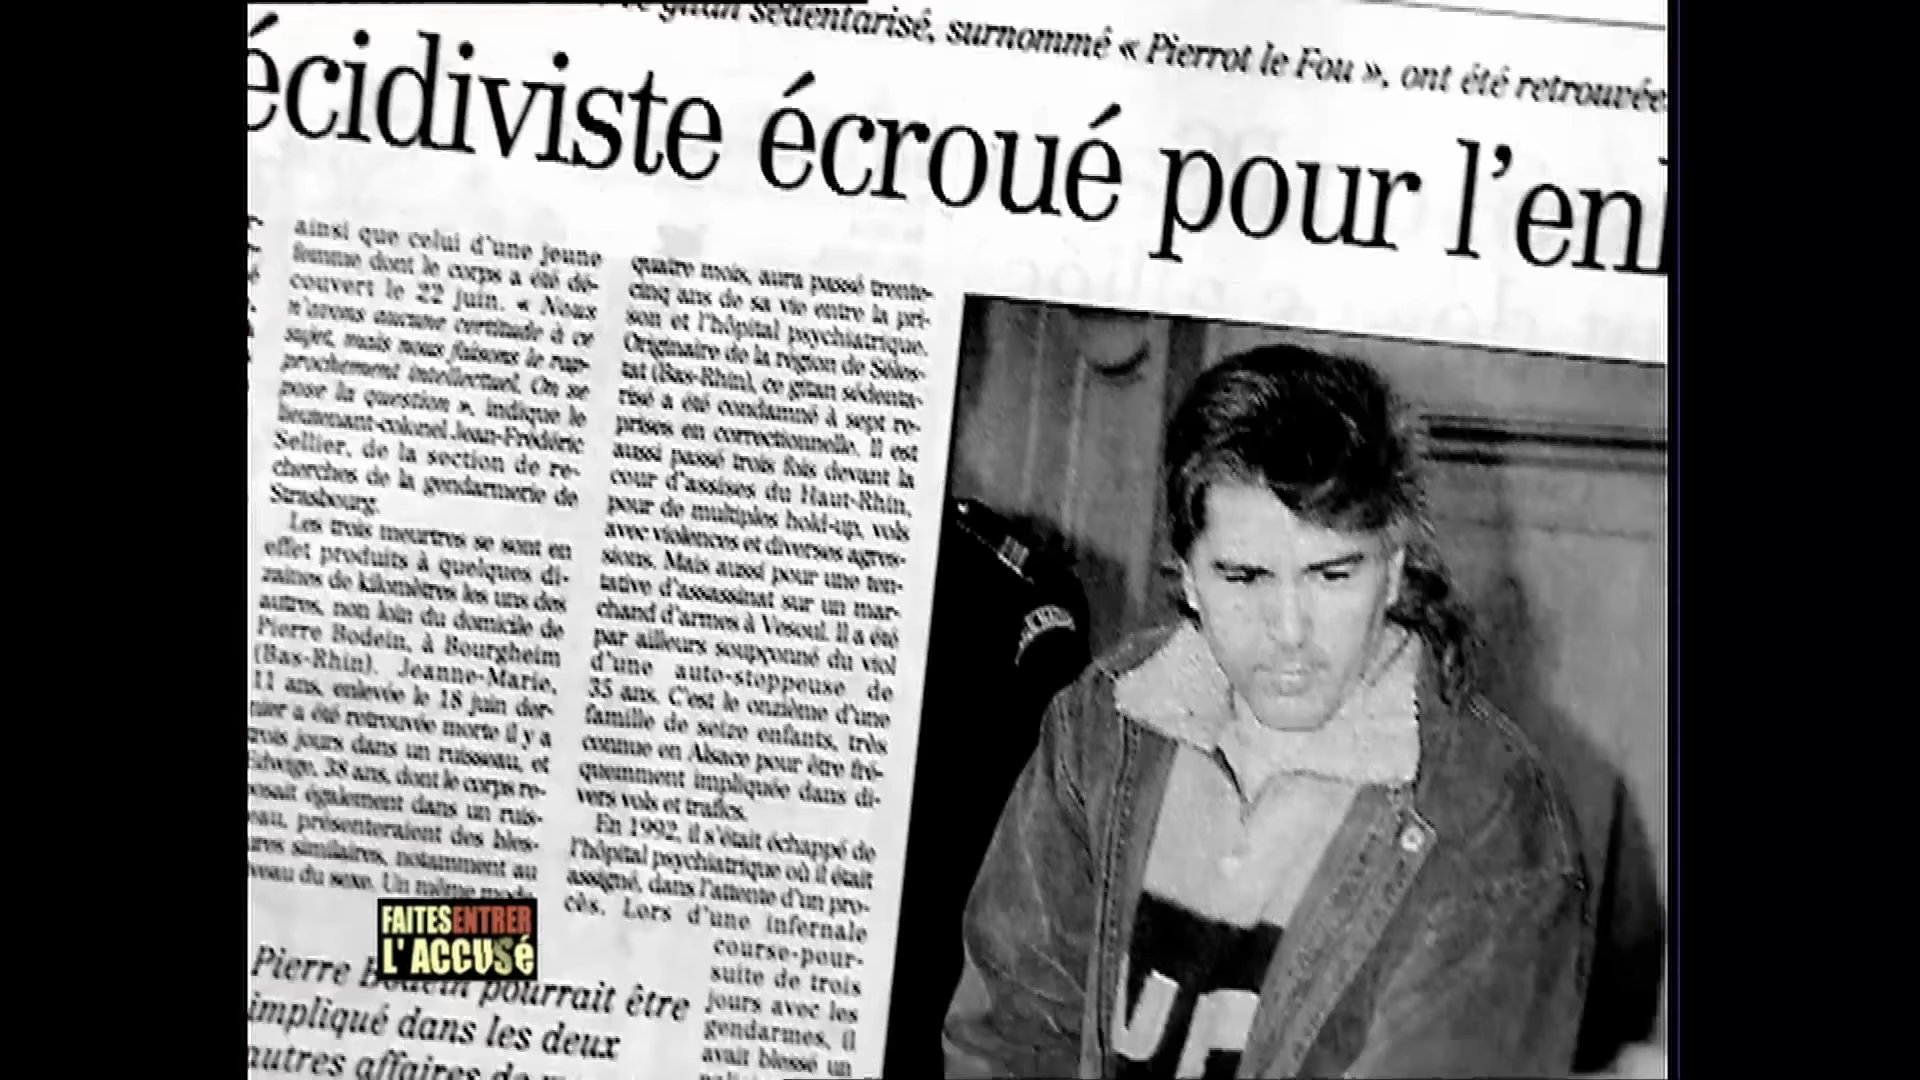 gitan sédentarisé, surnommé « Pierrot le Fou », ont été retrouvée
écidiviste écroué pour l'en
ainsi que celui d'une jeune
femme dont le corps a été dé-
couvert le 22 juin. « Nous
n'avons aucune certitude à ce
sujet, mais nous faisons le rap-
prochement intellectuel. On se
pose la question », indique le
lieutenant-colonel Jean-Frédéric
Sellier, de la section de re-
cherches de la gendarmerie de
Strasbourg.
Les trois meurtres se sont en
effet produits à quelques di-
zaines de kilomètres les uns des
autres, non loin du domicile de
Pierre Bodein, à Bourgheim
(Bas-Rhin). Jeanne-Marie,
11 ans, enlevée le 18 juin der-
nier a été retrouvée morte il y a
trois jours dans un ruisseau, et
Edwige, 38 ans, dont le corps re-
posait également dans un ruis-
eau, présenteraient des bles-
ures similaires, notamment au
veau du sexe. Un même mode
Pierre Bodein pourrait être
impliqué dans les deux
autres affaires de
quatre mois, aura passé trente-
cinq ans de sa vie entre la pri-
son et l'hôpital psychiatrique.
Originaire de la région de Séles-
tat (Bas-Rhin), ce gitan sédenta-
risé a été condamné à sept re-
prises en correctionnelle. Il est
aussi passé trois fois devant la
cour d'assises du Haut-Rhin,
pour de multiples hold-up, vols
avec violences et diverses agres-
sions. Mais aussi pour une ten-
tative d'assassinat sur un mar-
chand d'armes à Vesoul. Il a été
par ailleurs soupçonné du viol
d'une auto-stoppeuse de
35 ans. C'est le onzième d'une
famille de seize enfants, très
connue en Alsace pour être fré-
quemment impliquée dans di-
vers vols et trafics.
En 1992, il s'était échappé de
l'hôpital psychiatrique où il était
assigné, dans l'attente d'un pro-
cès. Lors d'une infernale
course-pour-
suite de trois
jours avec les
gendarmes, il
avait blessé un
FAITES ENTRER
L'ACCUSé